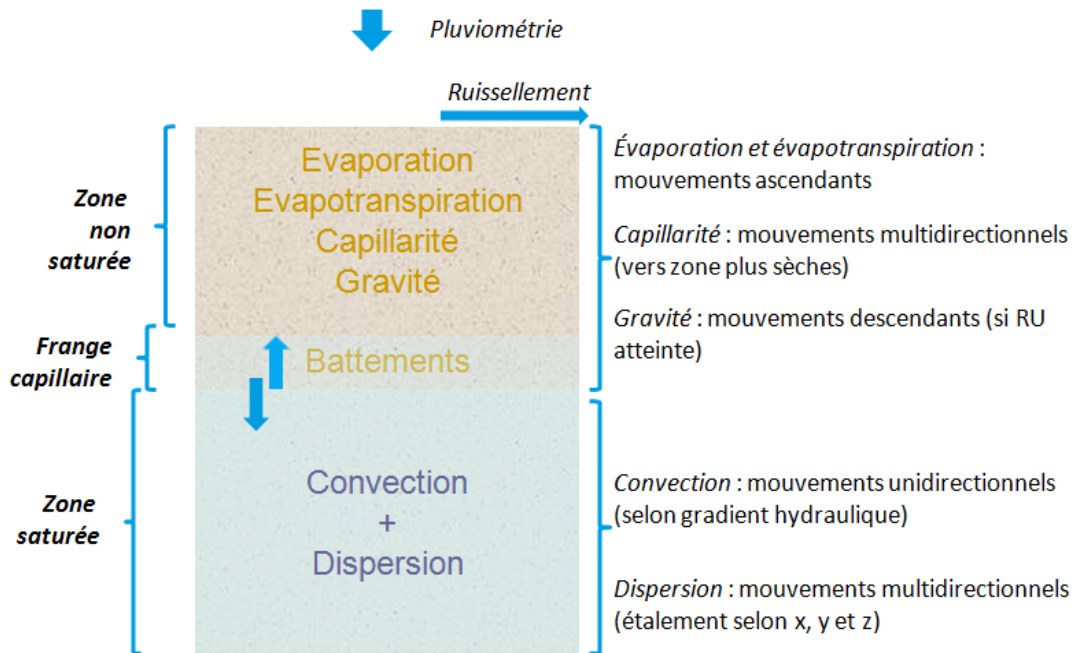 Pluviométrie
Ruissellement
Zone
non
saturée
Evaporation
Evapotranspiration
Capillarité
Gravité
Évaporation et évapotranspiration :
mouvements ascendants
Capillarité : mouvements multidirectionnels
(vers zone plus sèches)
Gravité : mouvements descendants (si RU
atteinte)
Frange
capillaire
Battements
Zone
saturée
Convection
+
Dispersion
Convection : mouvements unidirectionnels
(selon gradient hydraulique)
Dispersion : mouvements multidirectionnels
(étalement selon x, y et z)